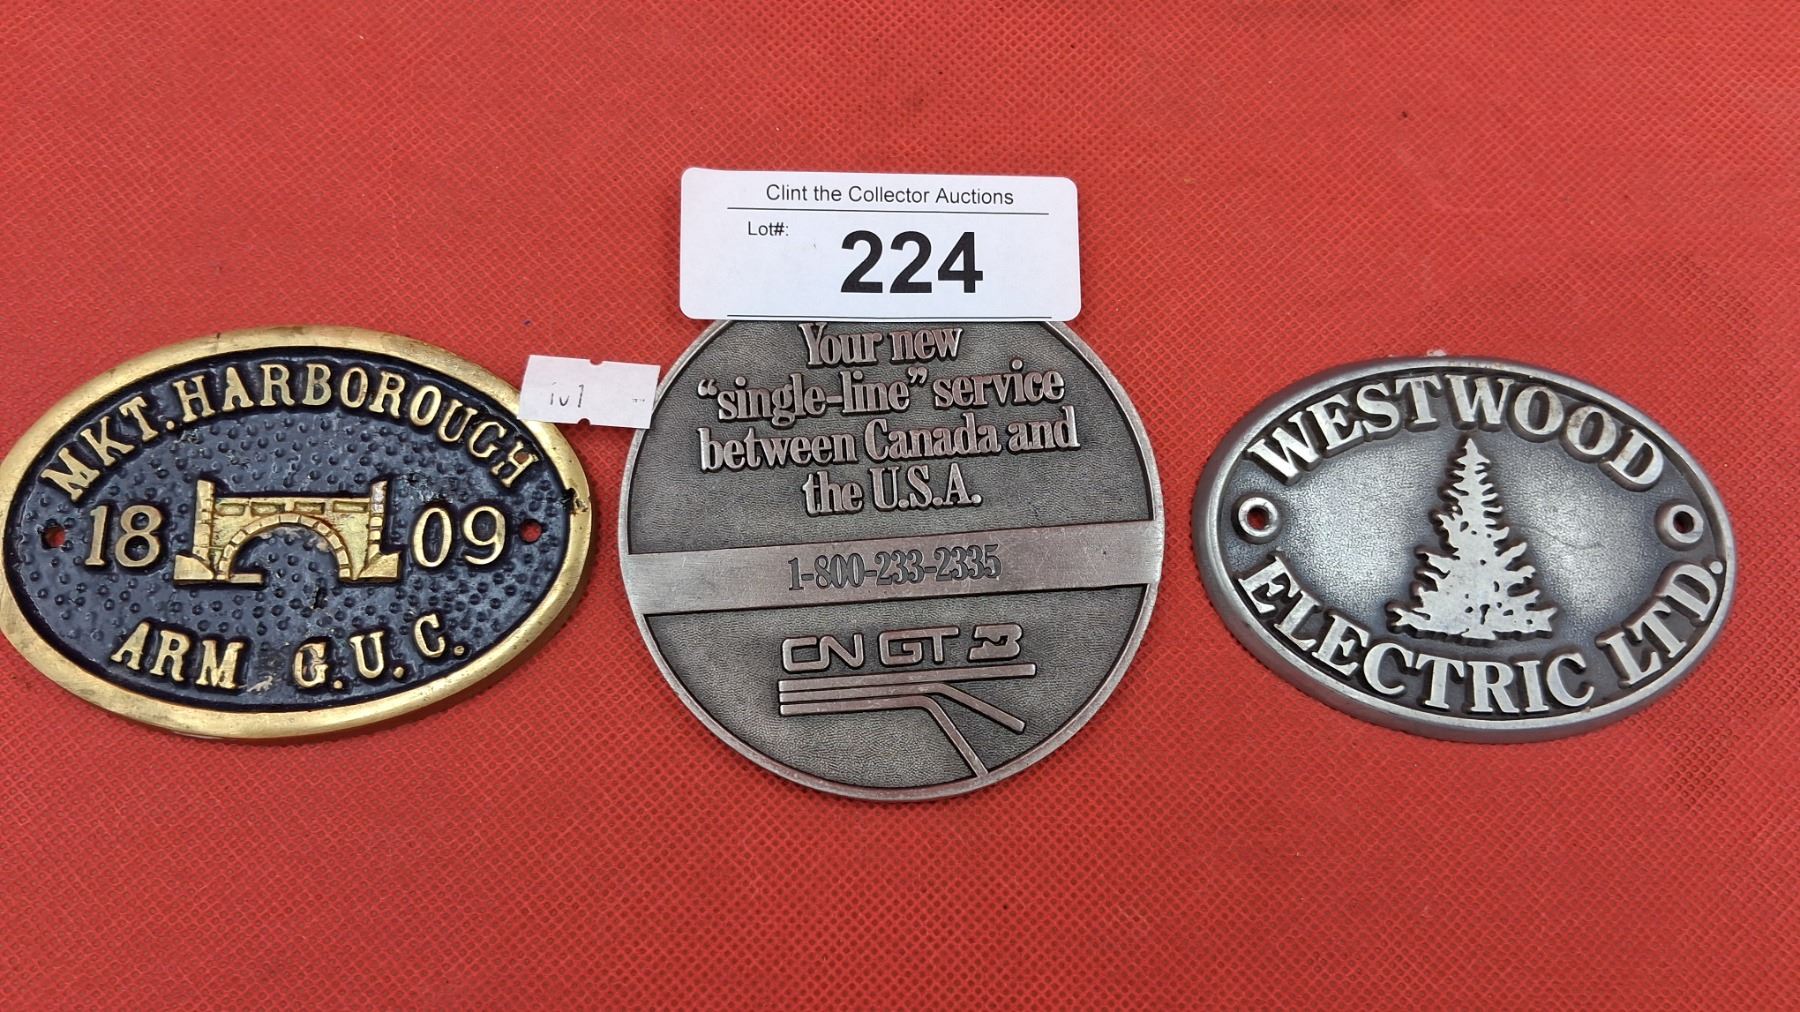 Clint the Collector Auctions
Lot#:
224
MKT. HARBOROUGH
18 09
ARM G.U.C.
Your new
“single-line” service
between Canada and
the U.S.A.
1-800-233-2335
CN GT
WESTWOOD
ELECTRIC LTD.